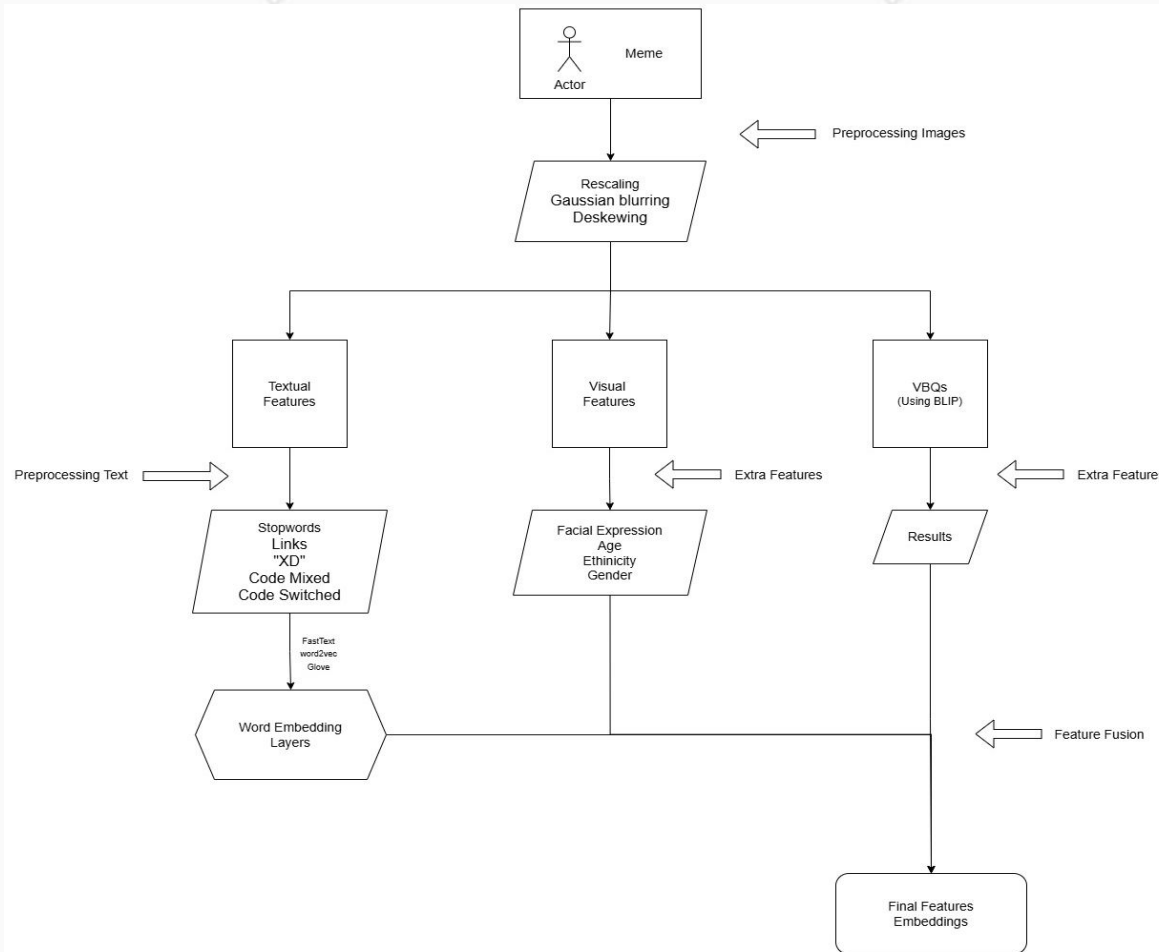 Meme
Actor
Preprocessing Images
Rescaling
Gaussian blurring
Deskewing
Textual
Features
Visual
Features
VBQs
(Using BLIP)
Preprocessing Text
Extra Features
Extra Feature
Stopwords
Links
"XD"
Code Mixed
Code Switched
Facial Expression
Age
Ethinicity
Gender
Results
FastText
word2vec
Glove
Word Embedding
Layers
Feature Fusion
Final Features
Embeddings